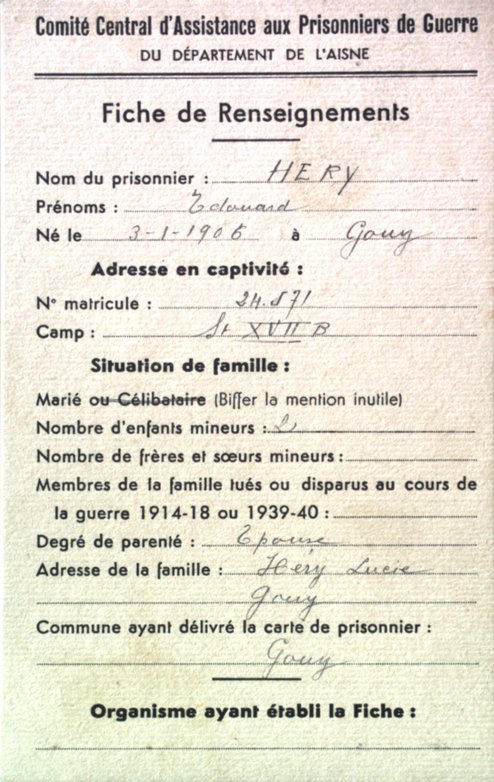 Comité Central d'Assistance aux Prisonniers de Guerre
DU DÉPARTEMENT DE L'AISNE
Fiche de Renseignements
Nom du prisonnier : HERY
Prénoms : Edouard
Né le 3-1-1906 à Gouy
Adresse en captivité :
N° matricule : 24.871
Camp : St XVII B
Situation de famille :
Marié ou Célibataire (Biffer la mention inutile)
Nombre d'enfants mineurs : 2
Nombre de frères et sœurs mineurs :
Membres de la famille tués ou disparus au cours de
la guerre 1914-18 ou 1939-40 :
Degré de parenté : Epouse
Adresse de la famille : Héry Lucie
Gouy
Commune ayant délivré la carte de prisonnier :
Gouy
Organisme ayant établi la Fiche :